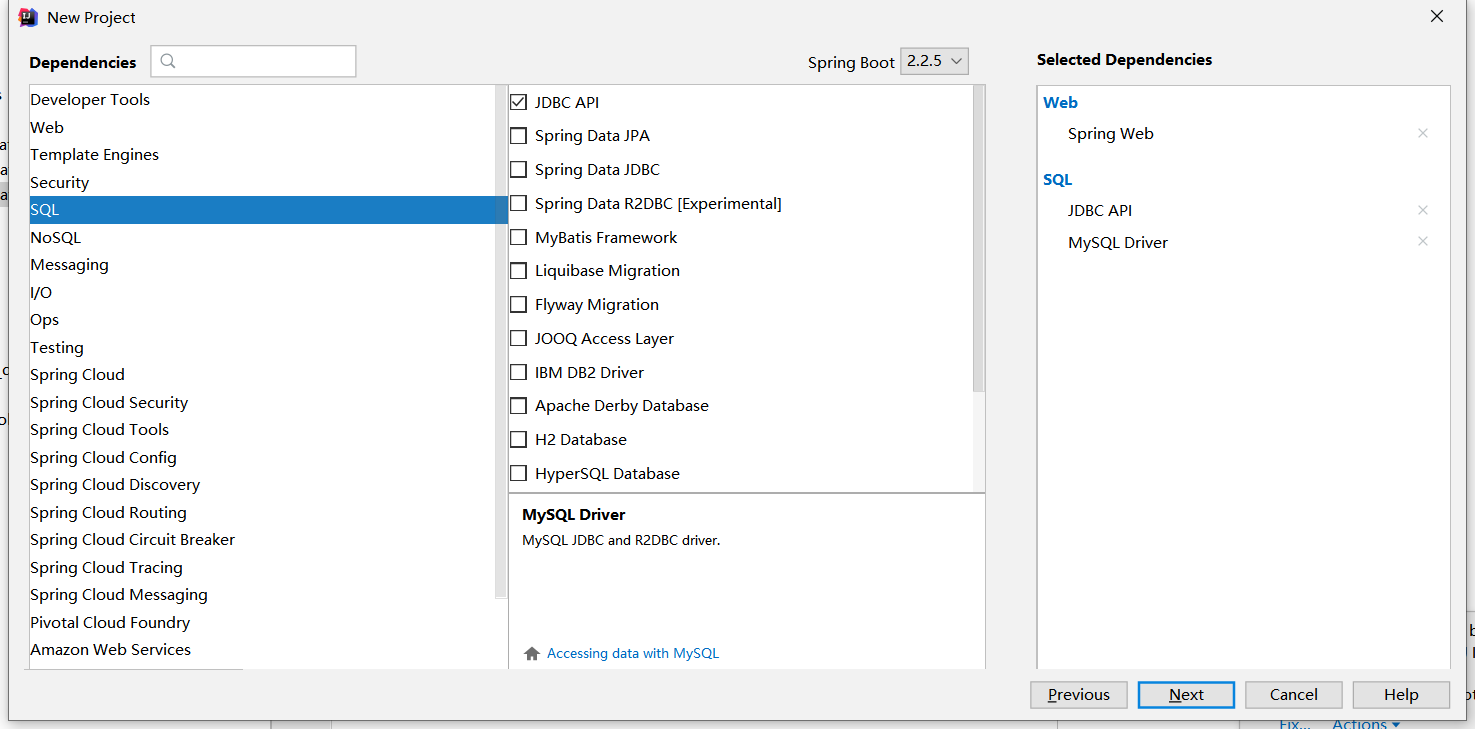 New Project
Dependencies
Spring Boot 2.2.5
Selected Dependencies
Developer Tools
Web
Template Engines
Security
SQL
NoSQL
Messaging
I/O
Ops
Testing
Spring Cloud
Spring Cloud Security
Spring Cloud Tools
Spring Cloud Config
Spring Cloud Discovery
Spring Cloud Routing
Spring Cloud Circuit Breaker
Spring Cloud Tracing
Spring Cloud Messaging
Pivotal Cloud Foundry
Amazon Web Services
JDBC API
Spring Data JPA
Spring Data JDBC
Spring Data R2DBC [Experimental]
MyBatis Framework
Liquibase Migration
Flyway Migration
JOOQ Access Layer
IBM DB2 Driver
Apache Derby Database
H2 Database
HyperSQL Database
MySQL Driver
MySQL JDBC and R2DBC driver.
Accessing data with MySQL
Web
Spring Web
SQL
JDBC API
MySQL Driver
Previous
Next
Cancel
Help
Fix...
Actions